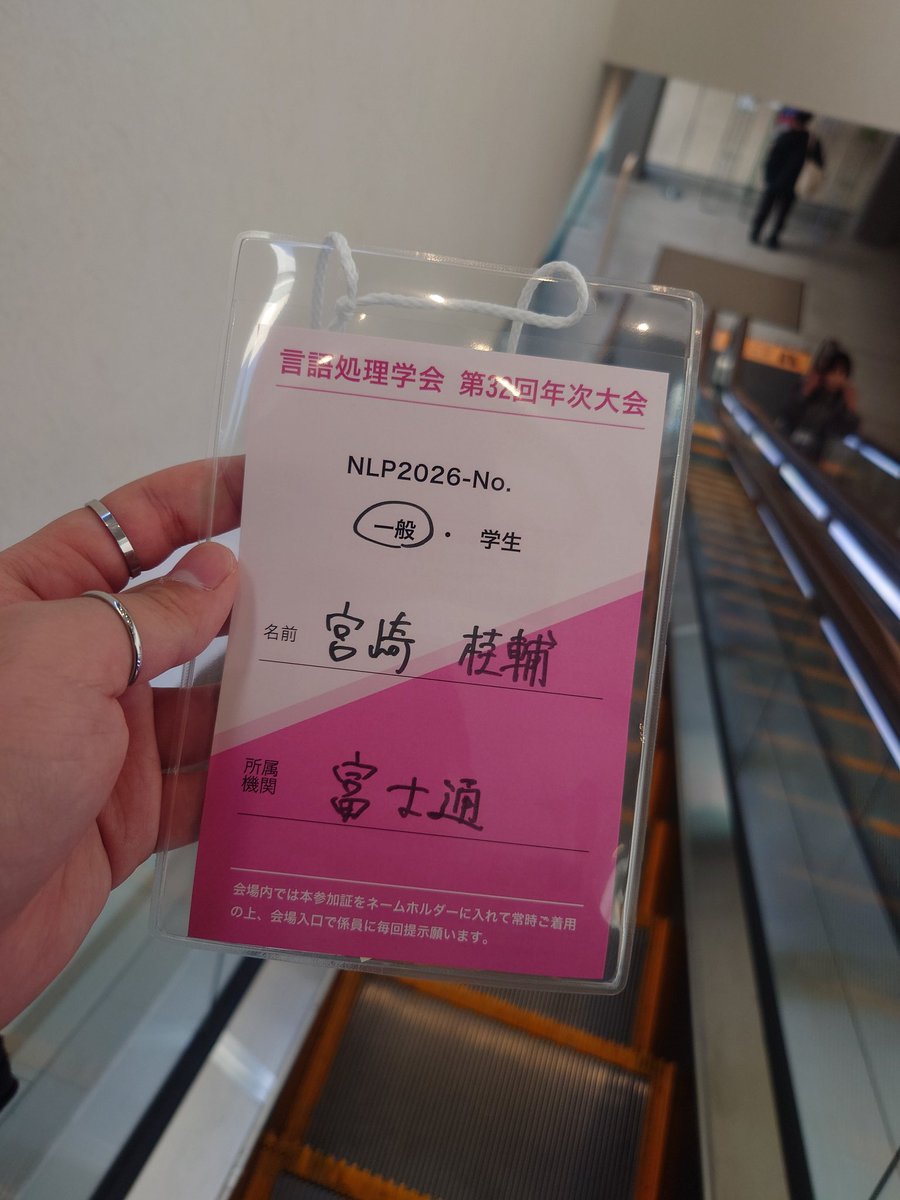 言語処理学会 第32回年次大会
NLP2026-No.
一般・ 学生
名前 宮崎 桂輔
所属機関 富士通
会場内では本参加証をネームホルダーに入れて常時ご着用
の上、会場入口で係員に毎回提示願います。